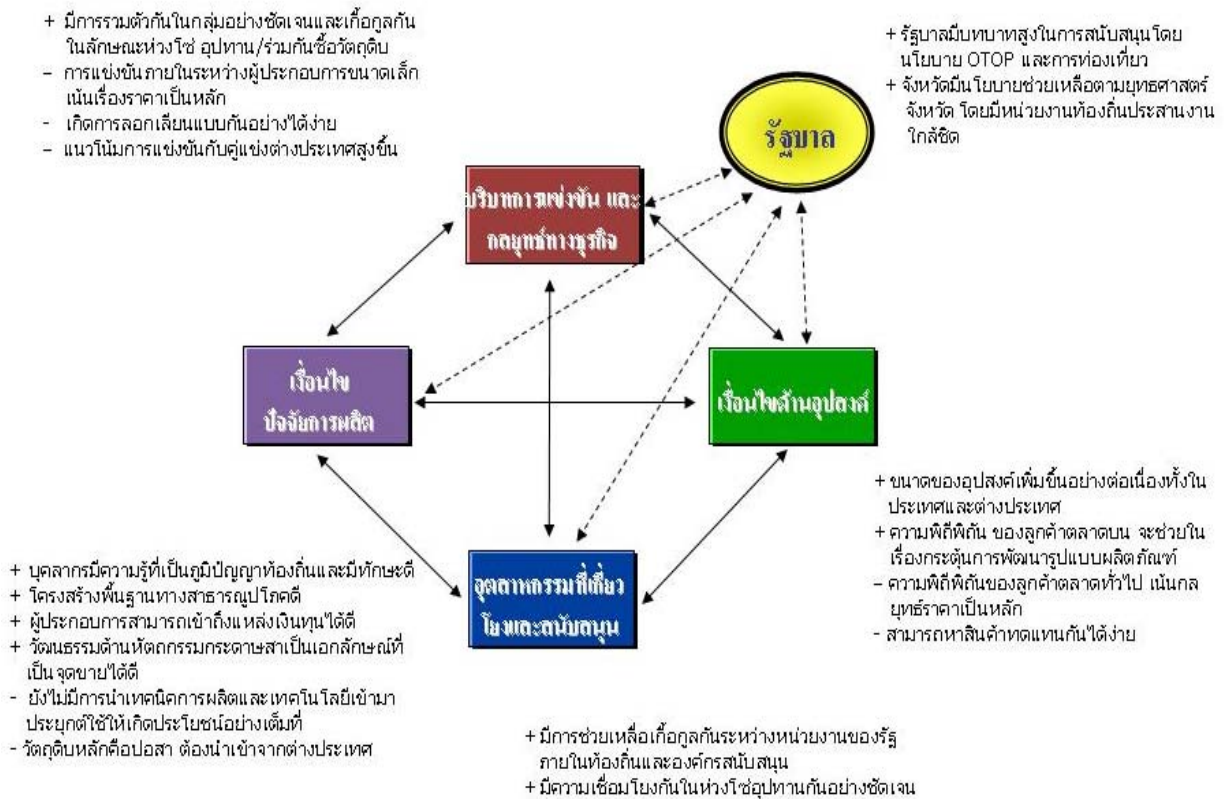 + มีการรวมตัวกันในกลุ่มอย่างชัดเจนและเกื้อกูลกัน
ในลักษณะห่วงโซ่ อุปทาน/ร่วมกันซื้อวัตถุดิบ
– การแข่งขันภายในระหว่างผู้ประกอบการขนาดเล็ก
เน้นเรื่องราคาเป็นหลัก
- เกิดการลอกเลียนแบบกันอย่างได้ง่าย
– แนวโน้มการแข่งขันกับคู่แข่งต่างประเทศสูงขึ้น
+ รัฐบาลมีบทบาทสูงในการสนับสนุนโดย
นโยบาย OTOP และการท่องเที่ยว
+ จังหวัดมีนโยบายช่วยเหลือตามยุทธศาสตร์
จังหวัด โดยมีหน่วยงานท้องถิ่นประสานงาน
ใกล้ชิด
รัฐบาล
บริบทการแข่งขัน และ
กลยุทธ์ทางธุรกิจ
เงื่อนไข
ปัจจัยการผลิต
เงื่อนไขด้านอุปสงค์
+ ขนาดของอุปสงค์เพิ่มขึ้นอย่างต่อเนื่องทั้งใน
ประเทศและต่างประเทศ
+ ความพิถีพิถัน ของลูกค้าตลาดบน จะช่วยใน
เรื่องกระตุ้นการพัฒนารูปแบบผลิตภัณฑ์
– ความพิถีพิถันของลูกค้าตลาดทั่วไป เน้นกล
ยุทธ์ราคาเป็นหลัก
- สามารถหาสินค้าทดแทนกันได้ง่าย
อุตสาหกรรมที่เกี่ยว
โยงและสนับสนุน
+ บุคลากรมีความรู้ที่เป็นภูมิปัญญาท้องถิ่นและมีทักษะดี
+ โครงสร้างพื้นฐานทางสาธารณูปโภคดี
+ ผู้ประกอบการสามารถเข้าถึงแหล่งเงินทุนได้ดี
+ วัฒนธรรมด้านหัตถกรรมกระดาษสาเป็นเอกลักษณ์ที่
เป็นจุดขายได้ดี
- ยังไม่มีการนำเทคนิคการผลิตและเทคโนโลยีเข้ามา
ประยุกต์ใช้ให้เกิดประโยชน์อย่างเต็มที่
- วัตถุดิบหลักคือปอสา ต้องนำเข้าจากต่างประเทศ
+ มีการช่วยเหลือเกื้อกูลกันระหว่างหน่วยงานของรัฐ
ภายในท้องถิ่นและองค์กรสนับสนุน
+ มีความเชื่อมโยงกันในห่วงโซ่อุปทานกันอย่างชัดเจน